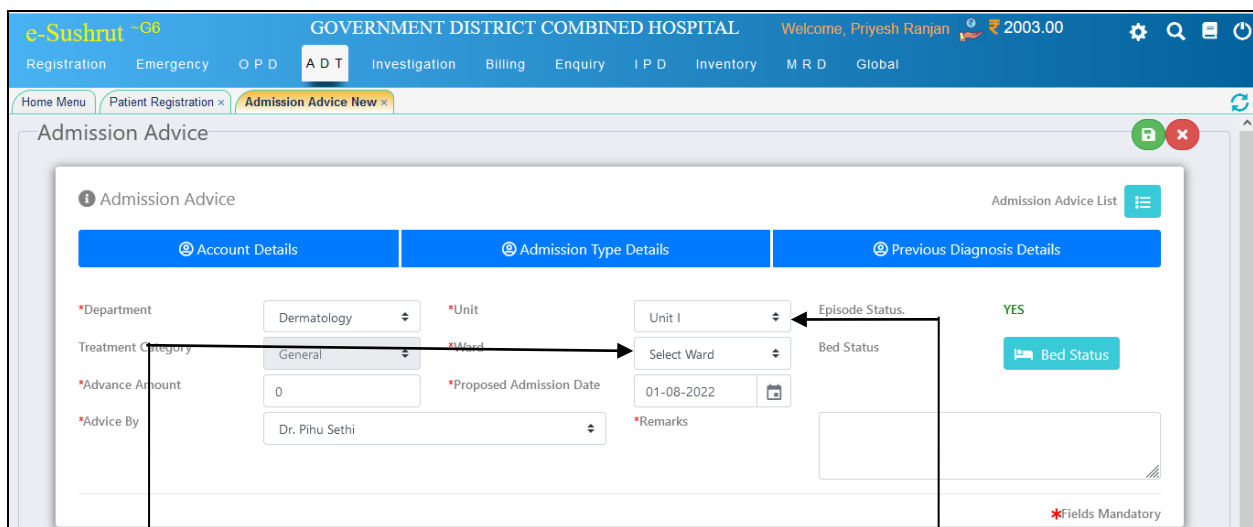 e-Sushrut ~G6 GOVERNMENT DISTRICT COMBINED HOSPITAL Welcome, Priyesh Ranjan ₹ 2003.00
Registration Emergency O P D A D T Investigation Billing Enquiry I P D Inventory M R D Global
Home Menu Patient Registration × Admission Advice New ×
Admission Advice
Admission Advice Admission Advice List
Account Details Admission Type Details Previous Diagnosis Details
*Department Dermatology *Unit Unit I Episode Status. YES
Treatment Category General *Ward Select Ward Bed Status Bed Status
*Advance Amount 0 *Proposed Admission Date 01-08-2022
*Advice By Dr. Pihu Sethi *Remarks
*Fields Mandatory